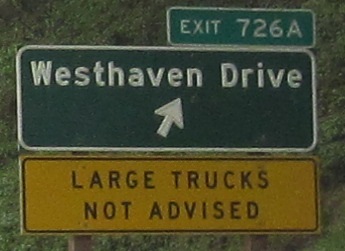 EXIT 726A
Westhaven Drive
LARGE TRUCKS
NOT ADVISED